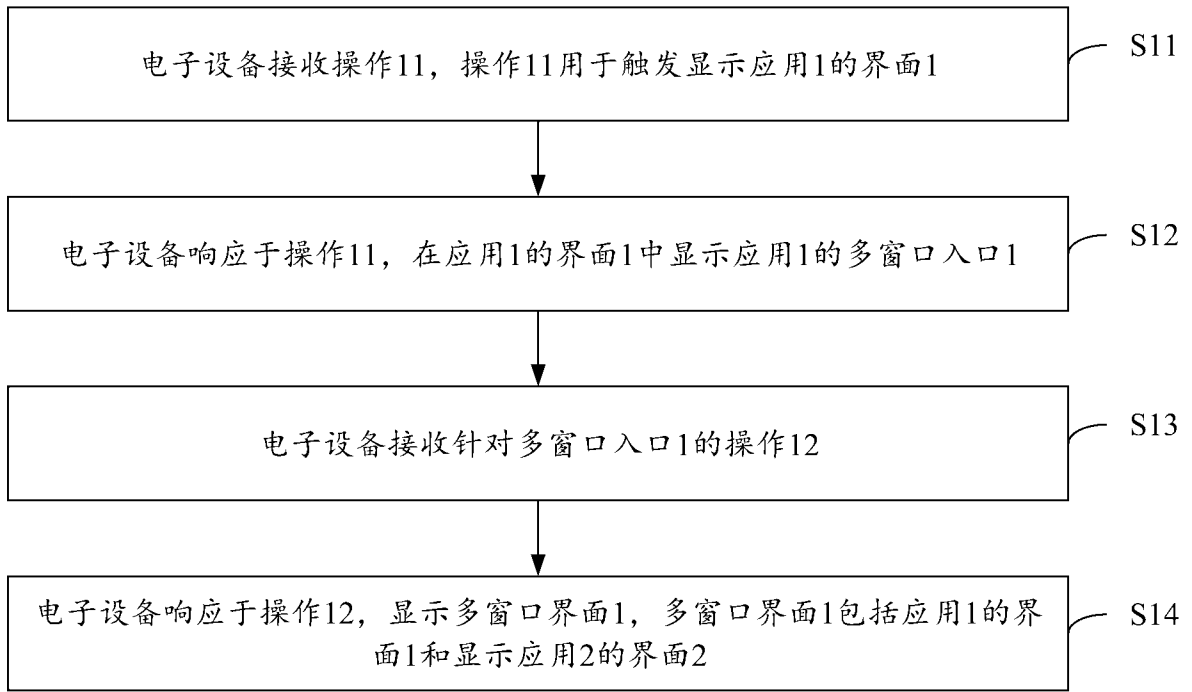 电子设备接收操作11，操作11用于触发显示应用1的界面1
S11
电子设备响应于操作11，在应用1的界面1中显示应用1的多窗口入口1
S12
电子设备接收针对多窗口入口1的操作12
S13
电子设备响应于操作12，显示多窗口界面1，多窗口界面1包括应用1的界
面1和显示应用2的界面2
S14